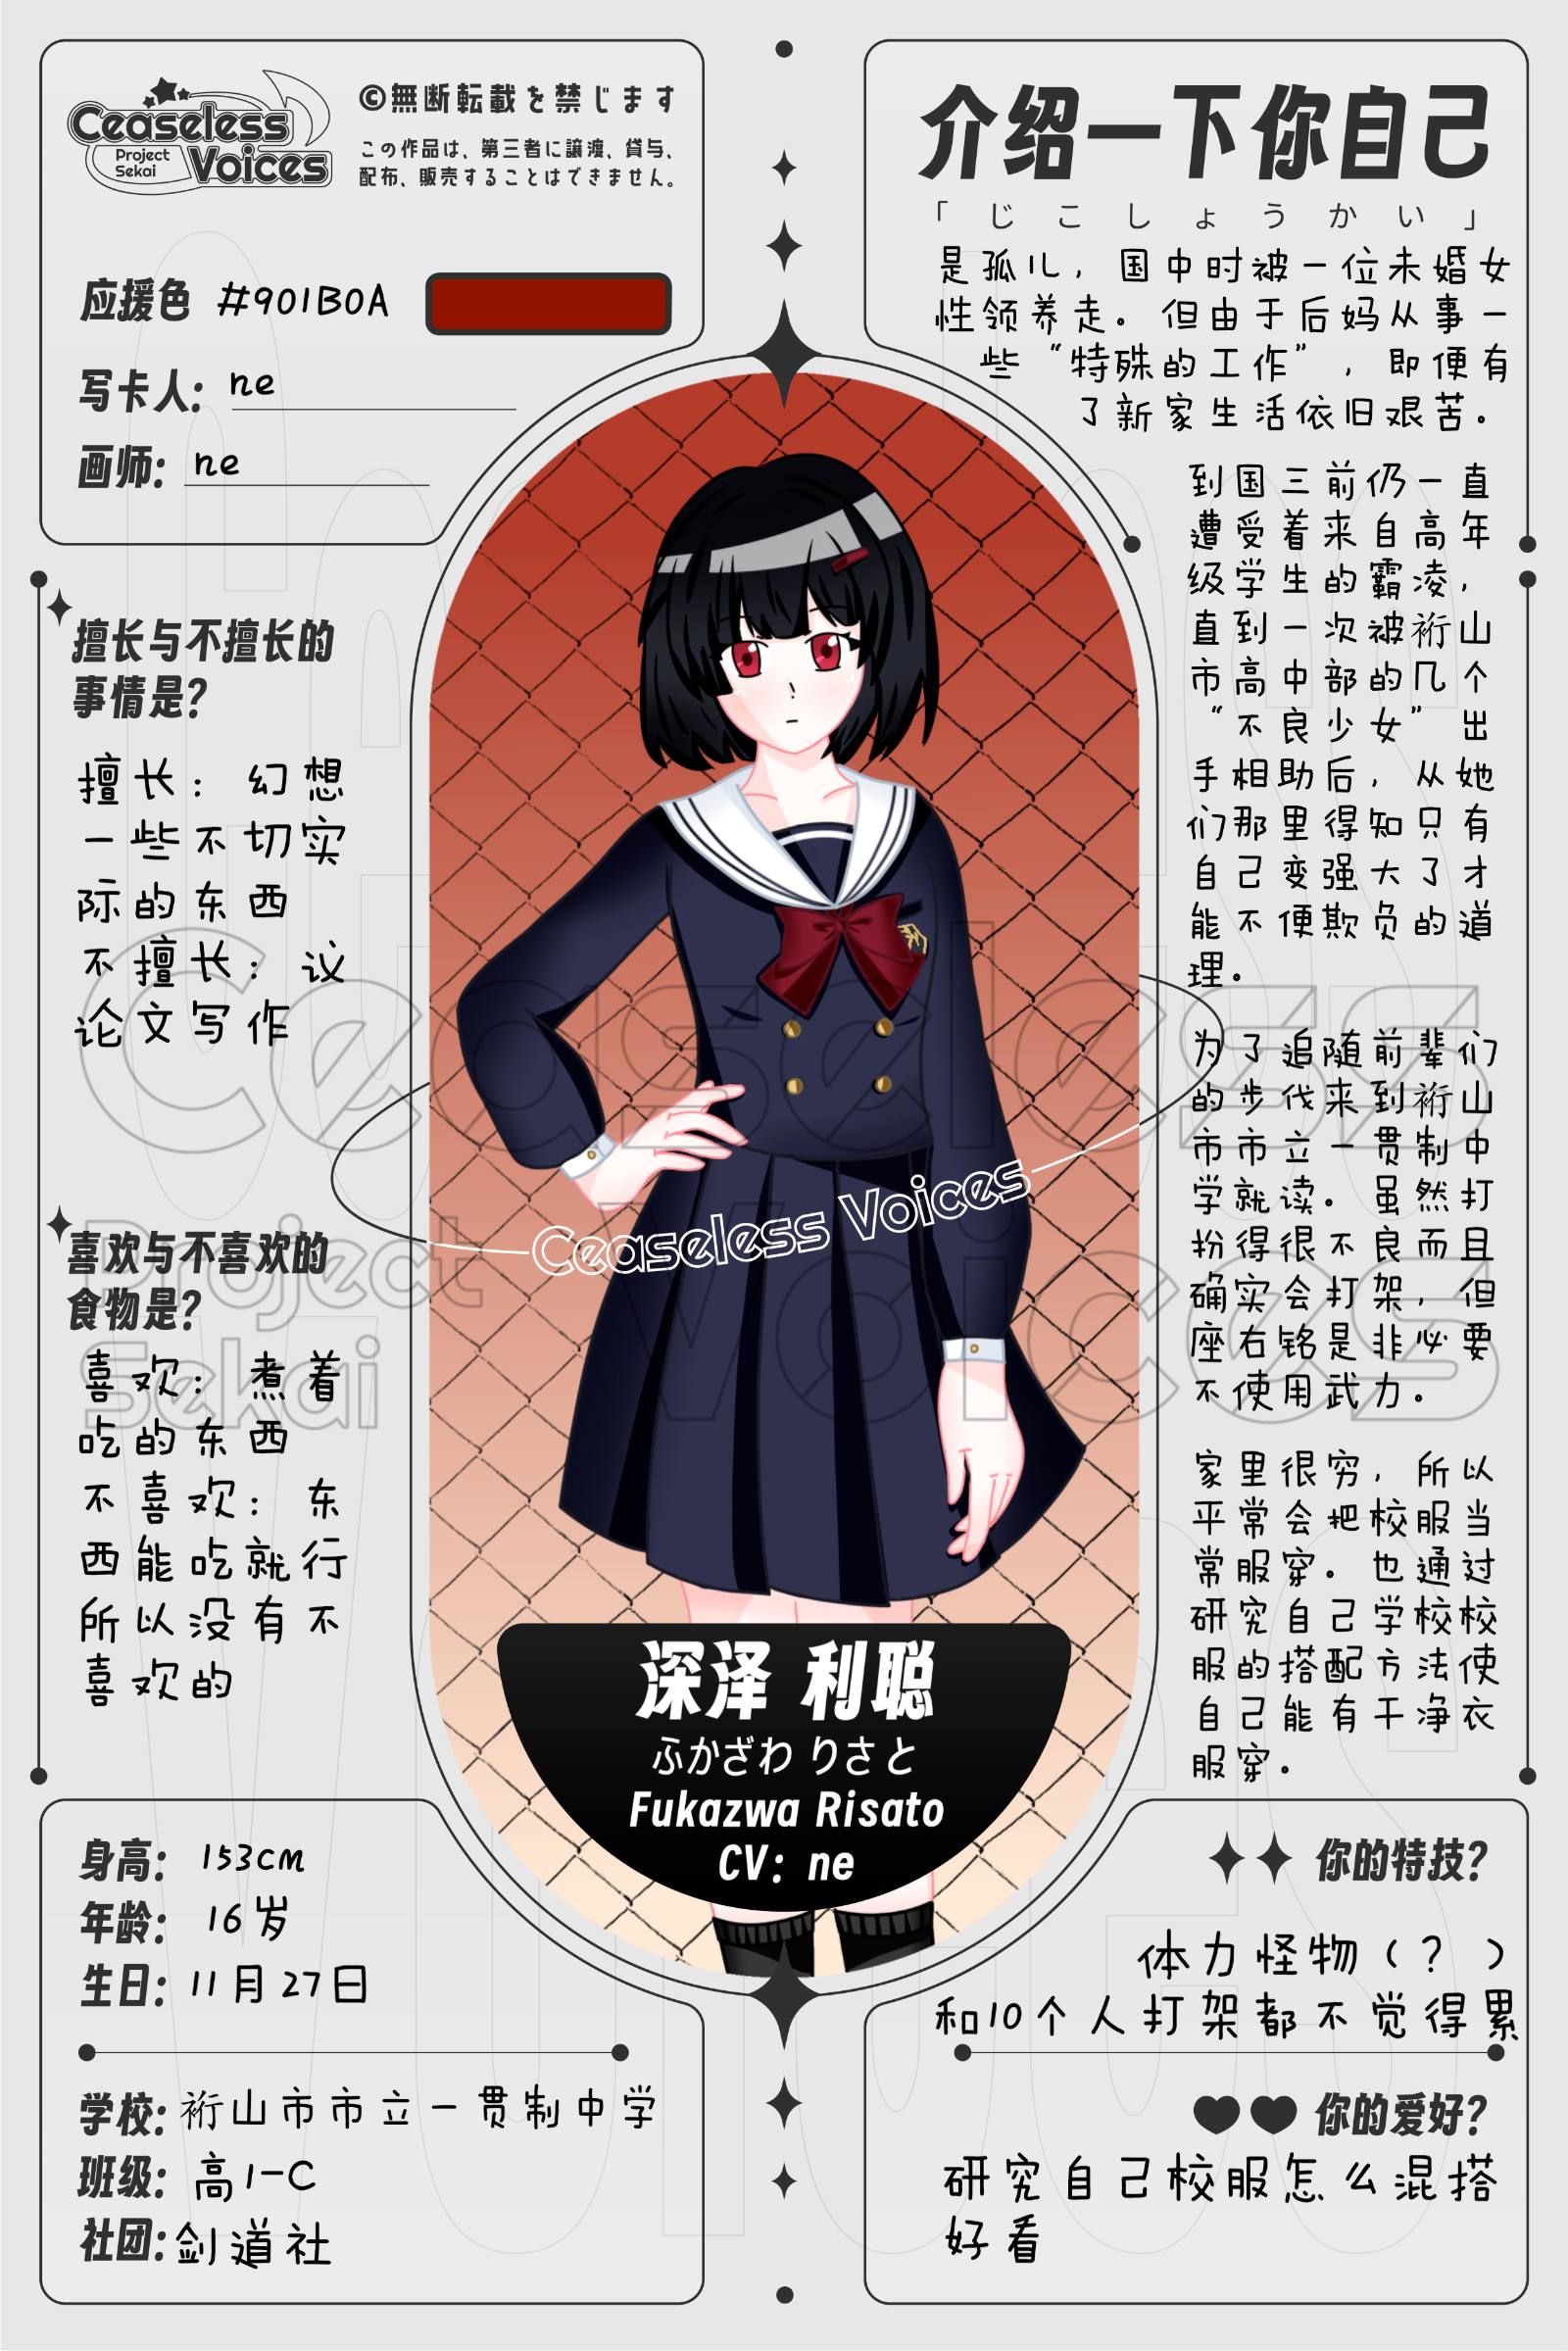 Ceaseless
Project
Sekai
Voices
©無断転載を禁じます
この作品は、第三者に譲渡、貸与、
配布、販売することはできません。
应援色 #901B0A
写卡人: ne
画师: ne
介绍一下你自己
「じこしょうかい」
是孤儿，国中时被一位未婚女
性领养走。但由于后妈从事一
些“特殊的工作”，即便有
了新家生活依旧艰苦。
到国三前仍一直
遭受着来自高年
级学生的霸凌，
直到一次被裄山
市高中部的几个
“不良少女”出
手相助后，从她
们那里得知只有
自己变强大了才
能不便欺负的道
理。
为了追随前辈们
的步伐来到裄山
市市立一贯制中
学就读。虽然打
扮得很不良而且
确实会打架，但
座右铭是非必要
不使用武力。
家里很穷，所以
平常会把校服当
常服穿。也通过
研究自己学校校
服的搭配方法使
自己能有干净衣
服穿。
擅长与不擅长的
事情是?
擅长：幻想
一些不切实
际的东西
不擅长：议
论文写作
喜欢与不喜欢的
食物是?
喜欢：煮着
吃的东西
不喜欢：东
西能吃就行
所以没有不
喜欢的
Ceaseless Voices
Ceaseless
Project
Sekai
Voices
深泽 利聪
ふかざわ りさと
Fukazwa Risato
CV: ne
身高: 153cm
年龄: 16岁
生日: 11月27日
学校: 裄山市市立一贯制中学
班级: 高1-C
社团: 剑道社
你的特技?
体力怪物（？）
和10个人打架都不觉得累
你的爱好?
研究自己校服怎么混搭
好看